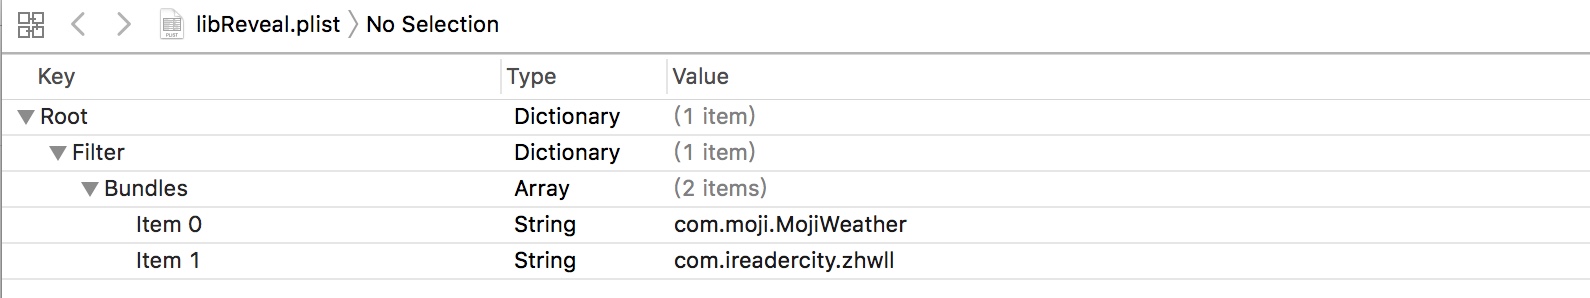 libReveal.plist No Selection
Key Type Value
Root Dictionary (1 item)
Filter Dictionary (1 item)
Bundles Array (2 items)
Item 0 String com.moji.MojiWeather
Item 1 String com.ireadercity.zhwll